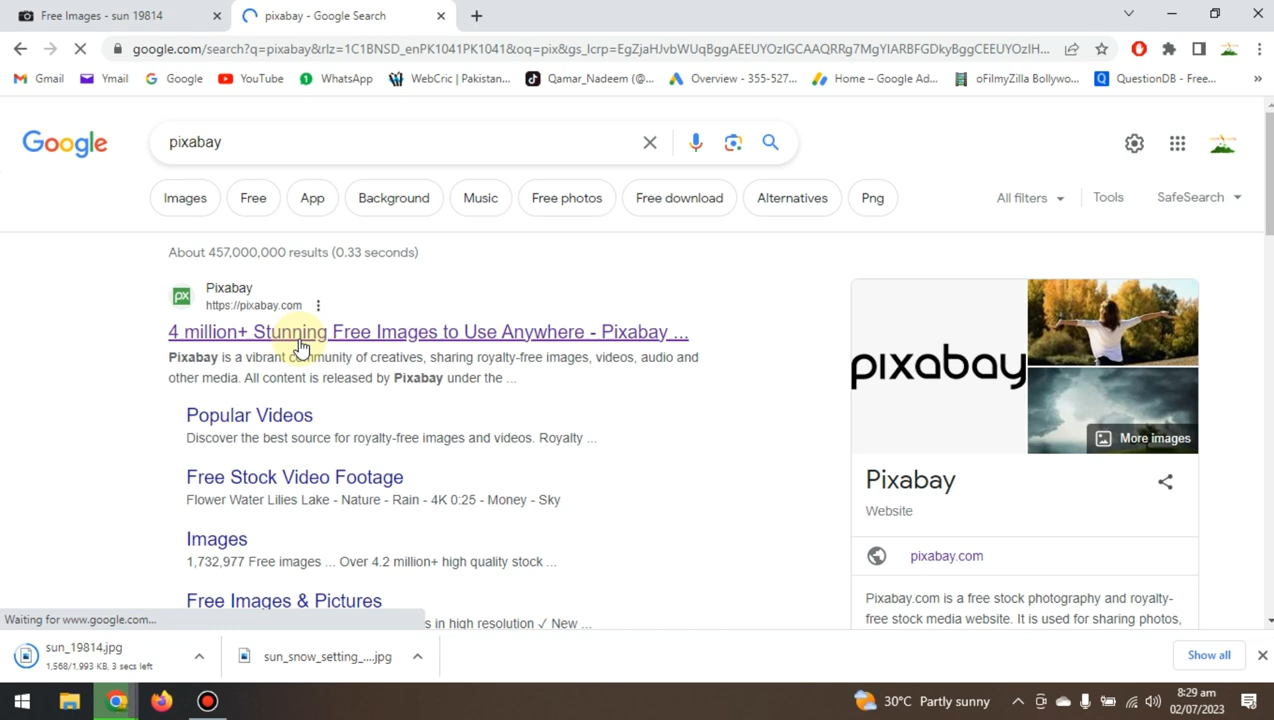 Free Images - sun 19814
pixabay - Google Search
google.com/search?q=pixabay&rlz=1C1BNSD_enPK1041PK1041&oq=pix&gs_lcrp=EgZjaHJvbWUqBggAEEUYOzIGCAAQRRg7MgYIARBFGDkyBggCEEUYOzIH...
Gmail
Ymail
Google
YouTube
WhatsApp
WebCric | Pakistan...
Qamar_Nadeem (@...
Overview - 355-527...
Home – Google Ad...
oFilmyZilla Bollywo...
QuestionDB - Free...
»
Google
pixabay
Images
Free
App
Background
Music
Free photos
Free download
Alternatives
Png
All filters
Tools
SafeSearch
About 457,000,000 results (0.33 seconds)
px
Pixabay
https://pixabay.com
4 million+ Stunning Free Images to Use Anywhere - Pixabay ...
Pixabay is a vibrant community of creatives, sharing royalty-free images, videos, audio and
other media. All content is released by Pixabay under the ...
Popular Videos
Discover the best source for royalty-free images and videos. Royalty ...
Free Stock Video Footage
Flower Water Lilies Lake - Nature - Rain - 4K 0:25 - Money - Sky
Images
1,732,977 Free images ... Over 4.2 million+ high quality stock ...
Free Images & Pictures
s in high resolution ✓ New ...
pixabay
More images
Pixabay
Website
pixabay.com
Pixabay.com is a free stock photography and royalty-
free stock media website. It is used for sharing photos,
Waiting for www.google.com...
sun_19814.jpg
1,568/1,993 KB, 3 secs left
sun_snow_setting_....jpg
Show all
30°C Partly sunny
8:29 am
02/07/2023